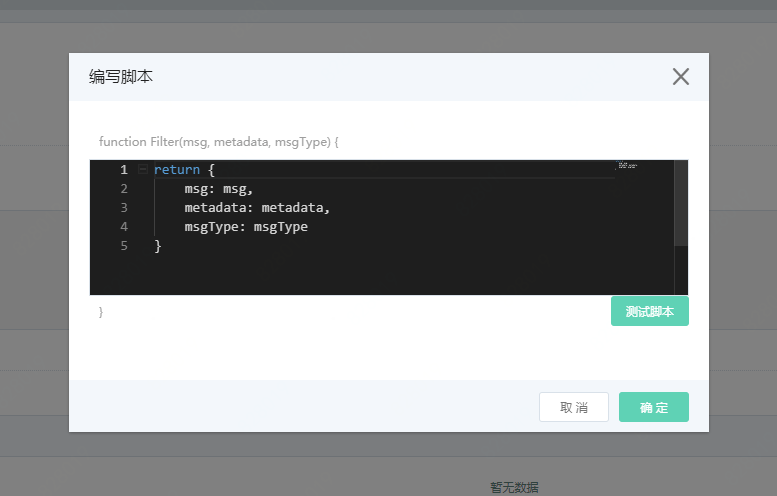 编写脚本
function Filter(msg, metadata, msgType) {
1 return {
2 msg: msg,
3 metadata: metadata,
4 msgType: msgType
5 }
}
测试脚本
取 消
确 定
暂无数据